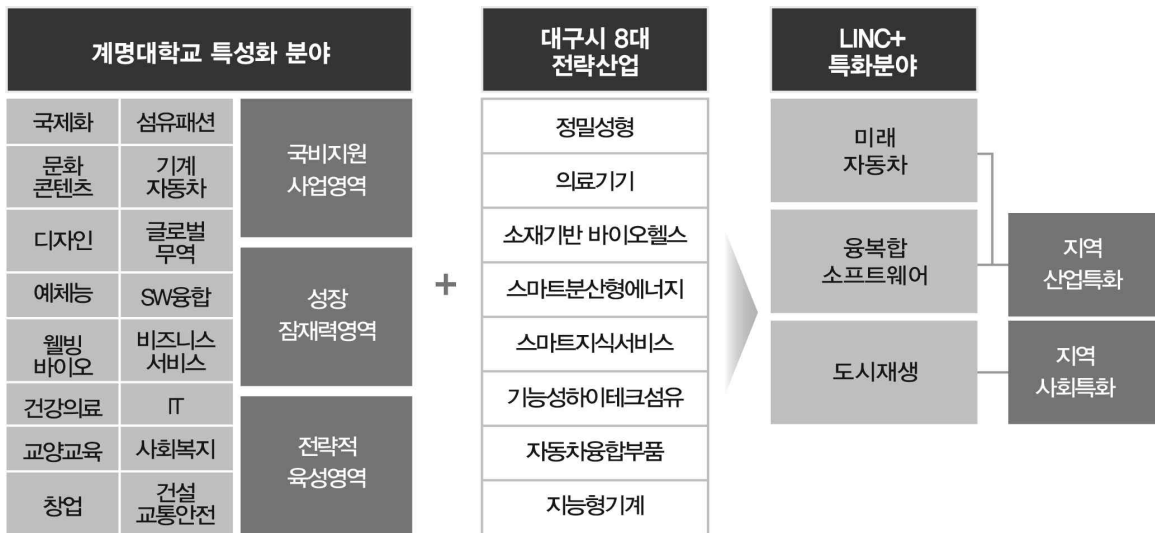 계명대학교 특성화 분야
국제화
섬유패션
문화
콘텐츠
기계
자동차
디자인
글로벌
무역
예체능
SW융합
웰빙
바이오
비즈니스
서비스
건강의료
IT
교양교육
사회복지
창업
건설
교통안전
국비지원
사업영역
성장
잠재력영역
전략적
육성영역
+
대구시 8대
전략산업
정밀성형
의료기기
소재기반 바이오헬스
스마트분산형에너지
스마트지식서비스
기능성하이테크섬유
자동차융합부품
지능형기계
LINC+
특화분야
미래
자동차
융복합
소프트웨어
도시재생
지역
산업특화
지역
사회특화